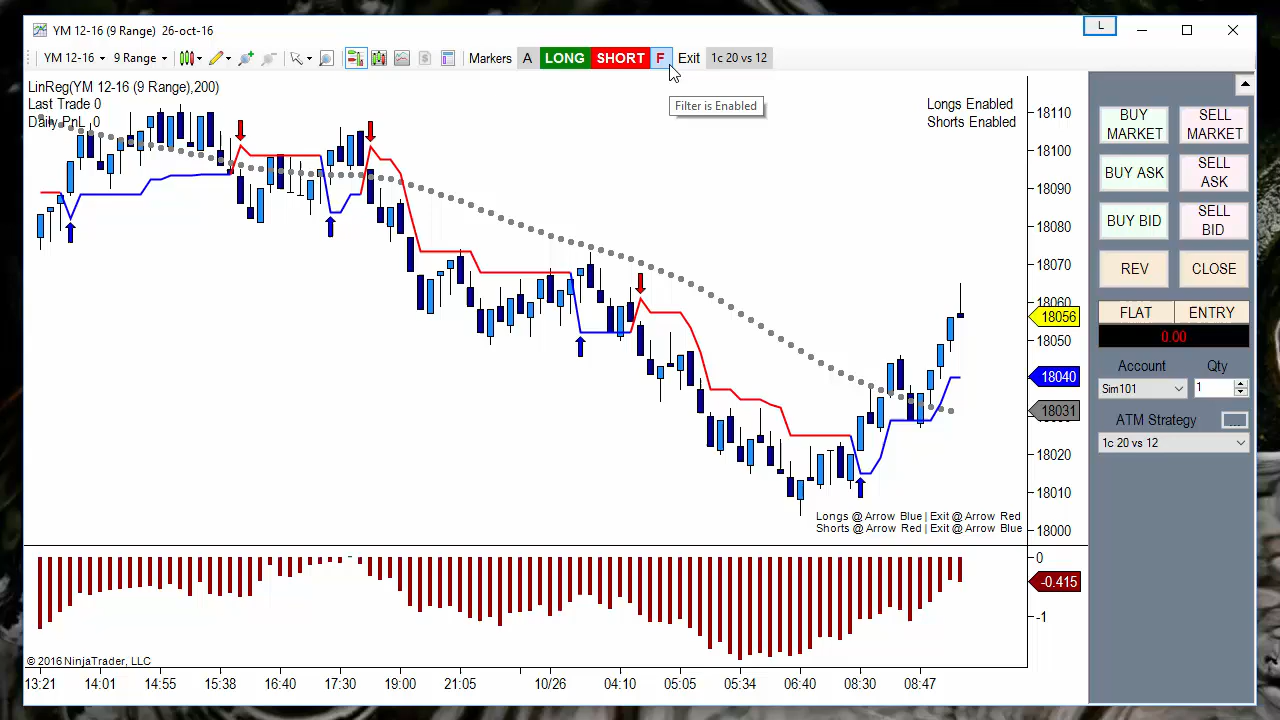 YM 12-16 (9 Range) 26-oct-16
L
YM 12-16 9 Range Markers A LONG SHORT F Exit 1c 20 vs 12
Filter is Enabled
LinReg(YM 12-16 (9 Range),200)
Last Trade 0
Daily PnL 0
Longs Enabled
Shorts Enabled
18110
18100
18090
18080
18070
18060
18056
18050
18040
18031
18020
18010
18000
Longs @ Arrow Blue | Exit @ Arrow Red
Shorts @ Arrow Red | Exit @ Arrow Blue
0
-0.415
-1
© 2016 NinjaTrader, LLC
13:21 14:01 14:55 15:38 16:40 17:30 19:00 21:05 10/26 04:10 05:05 05:34 06:40 08:30 08:47
BUY MARKET
SELL MARKET
BUY ASK
SELL ASK
BUY BID
SELL BID
REV CLOSE
FLAT ENTRY
0.00
Account Qty
Sim101 1
ATM Strategy ...
1c 20 vs 12